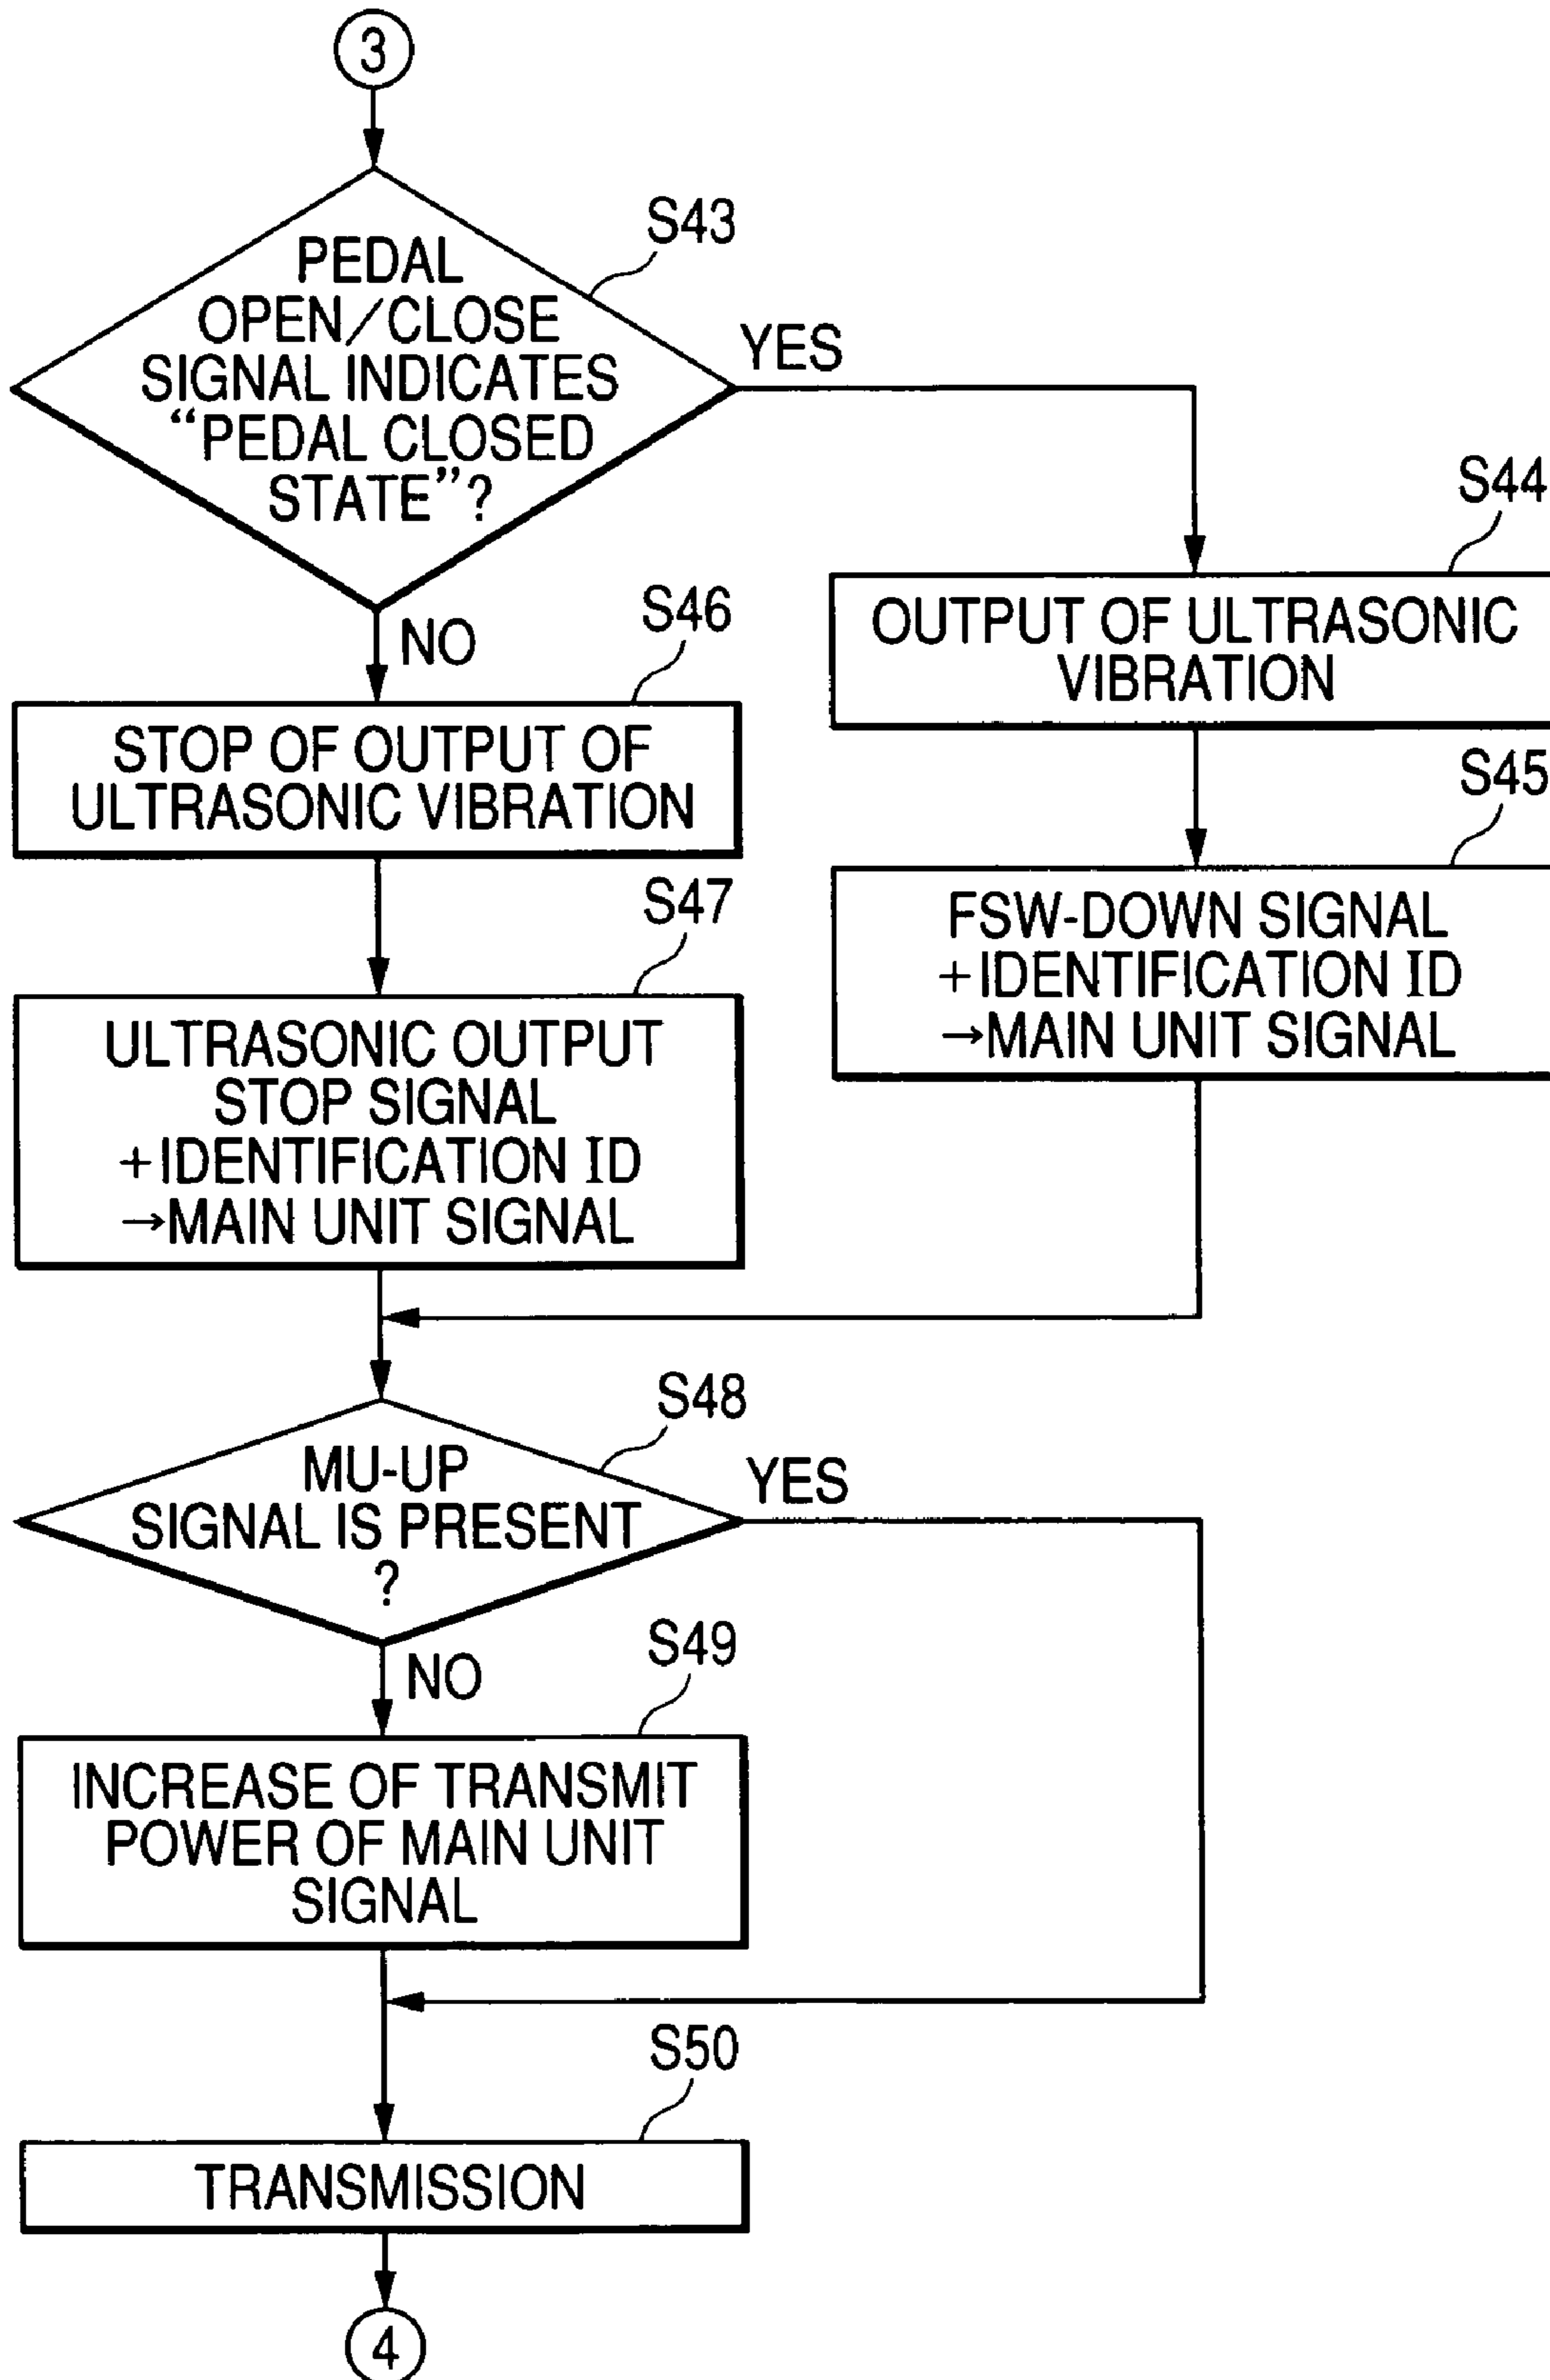 3
S43
PEDAL
OPEN/CLOSE
SIGNAL INDICATES
“PEDAL CLOSED
STATE”?
YES
NO
S44
OUTPUT OF ULTRASONIC
VIBRATION
S45
FSW-DOWN SIGNAL
+IDENTIFICATION ID
→MAIN UNIT SIGNAL
S46
STOP OF OUTPUT OF
ULTRASONIC VIBRATION
S47
ULTRASONIC OUTPUT
STOP SIGNAL
+IDENTIFICATION ID
→MAIN UNIT SIGNAL
S48
MU-UP
SIGNAL IS PRESENT
?
YES
NO
S49
INCREASE OF TRANSMIT
POWER OF MAIN UNIT
SIGNAL
S50
TRANSMISSION
4